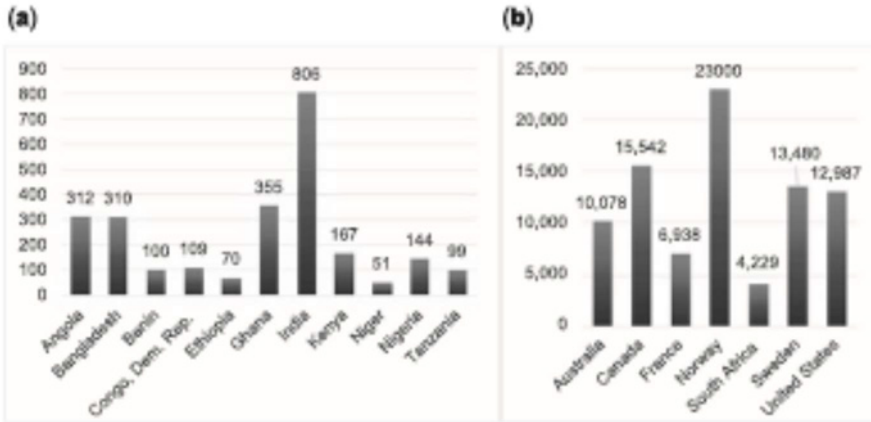 (a)
900
800
700
600
500
400
300
200
100
0
312
310
100
109
70
355
806
167
51
144
99
Angola
Bangladesh
Benin
Congo, Dem. Rep.
Ethiopia
Ghana
India
Kenya
Niger
Nigeria
Tanzania
(b)
25,000
20,000
15,000
10,000
5,000
0
10,078
15,542
6,938
23000
4,229
13,480
12,987
Australia
Canada
France
Norway
South Africa
Sweden
United States